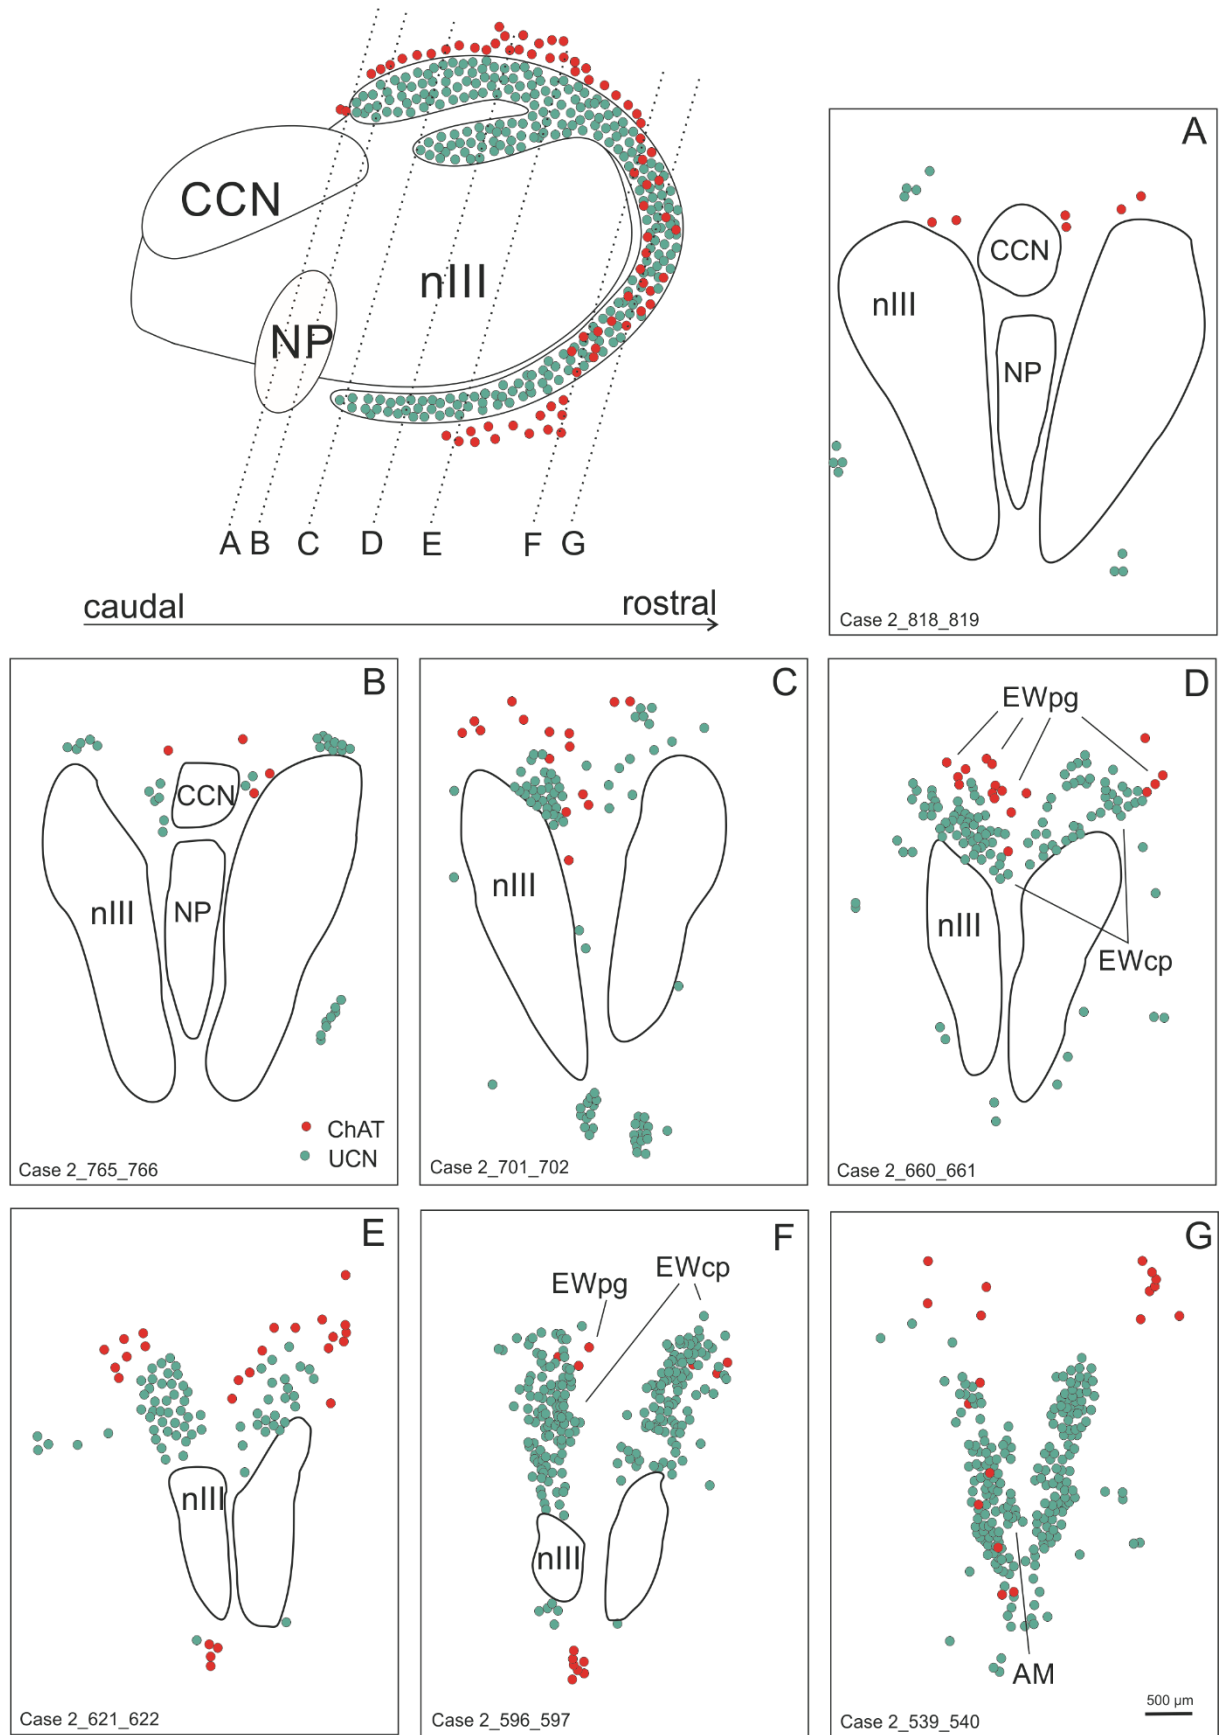 CCN
nIII
NP
A B C D E F G
caudal rostral
A
CCN
nIII
NP
Case 2_818_819
B
CCN
nIII
NP
ChAT
UCN
Case 2_765_766
C
nIII
Case 2_701_702
D
EWpg
nIII
EWcp
Case 2_660_661
E
nIII
Case 2_621_622
F
EWcp
EWpg
nIII
Case 2_596_597
G
AM
500 µm
Case 2_539_540